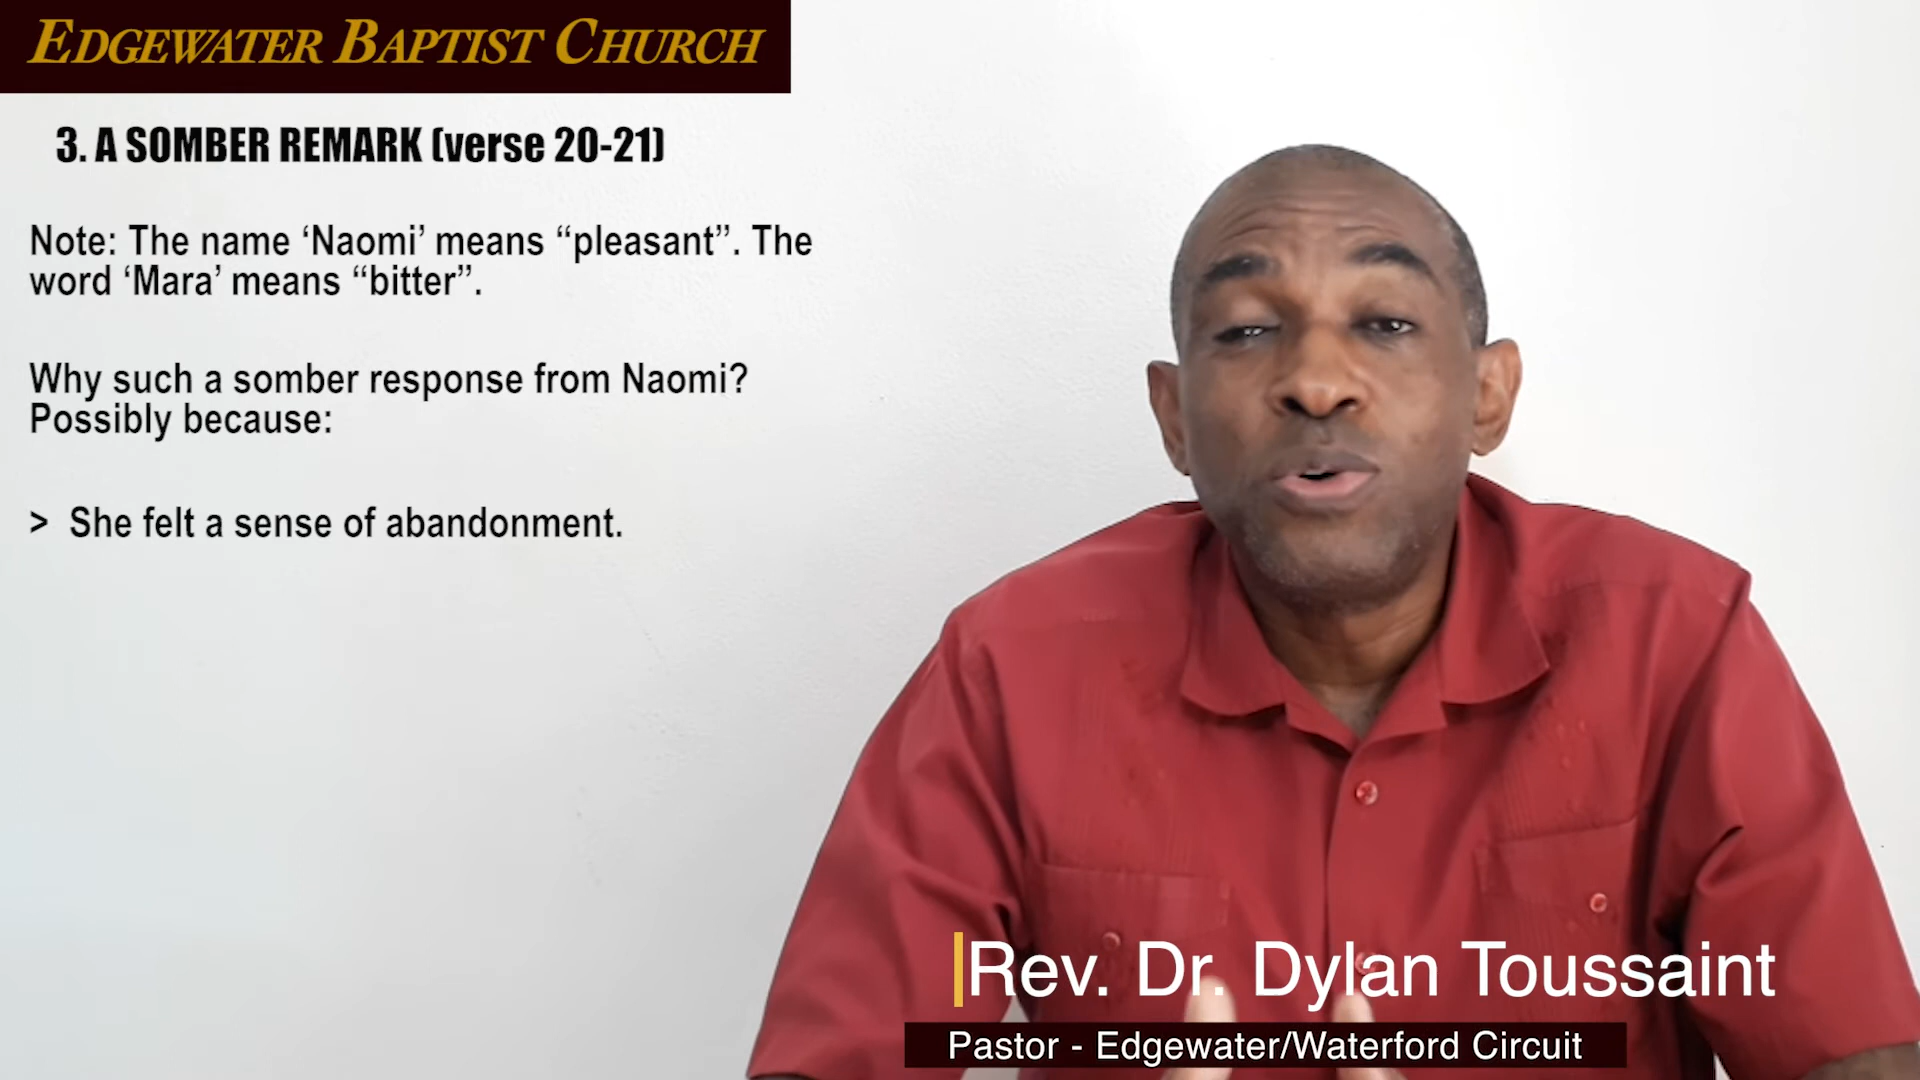 EDGEWATER BAPTIST CHURCH
3. A SOMBER REMARK (verse 20-21)
Note: The name ‘Naomi’ means “pleasant”. The
word ‘Mara’ means “bitter”.
Why such a somber response from Naomi?
Possibly because:
> She felt a sense of abandonment.
Rev. Dr. Dylan Toussaint
Pastor - Edgewater/Waterford Circuit